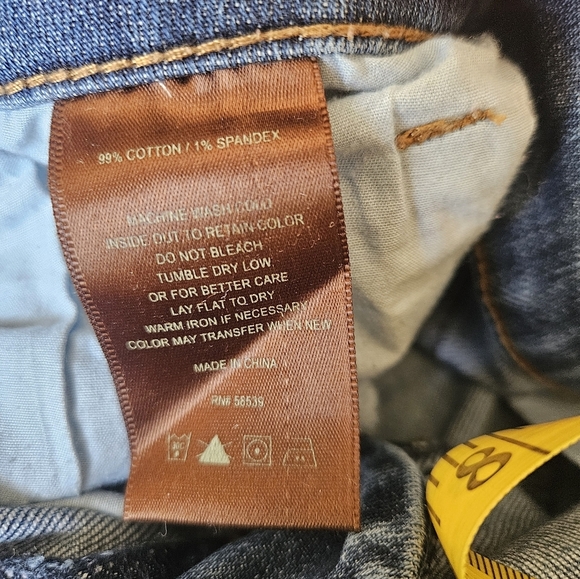 99% COTTON / 1% SPANDEX
MACHINE WASH COLD
INSIDE OUT TO RETAIN COLOR
DO NOT BLEACH
TUMBLE DRY LOW
OR FOR BETTER CARE
LAY FLAT TO DRY
WARM IRON IF NECESSARY
COLOR MAY TRANSFER WHEN NEW
MADE IN CHINA
RN# 58539
8